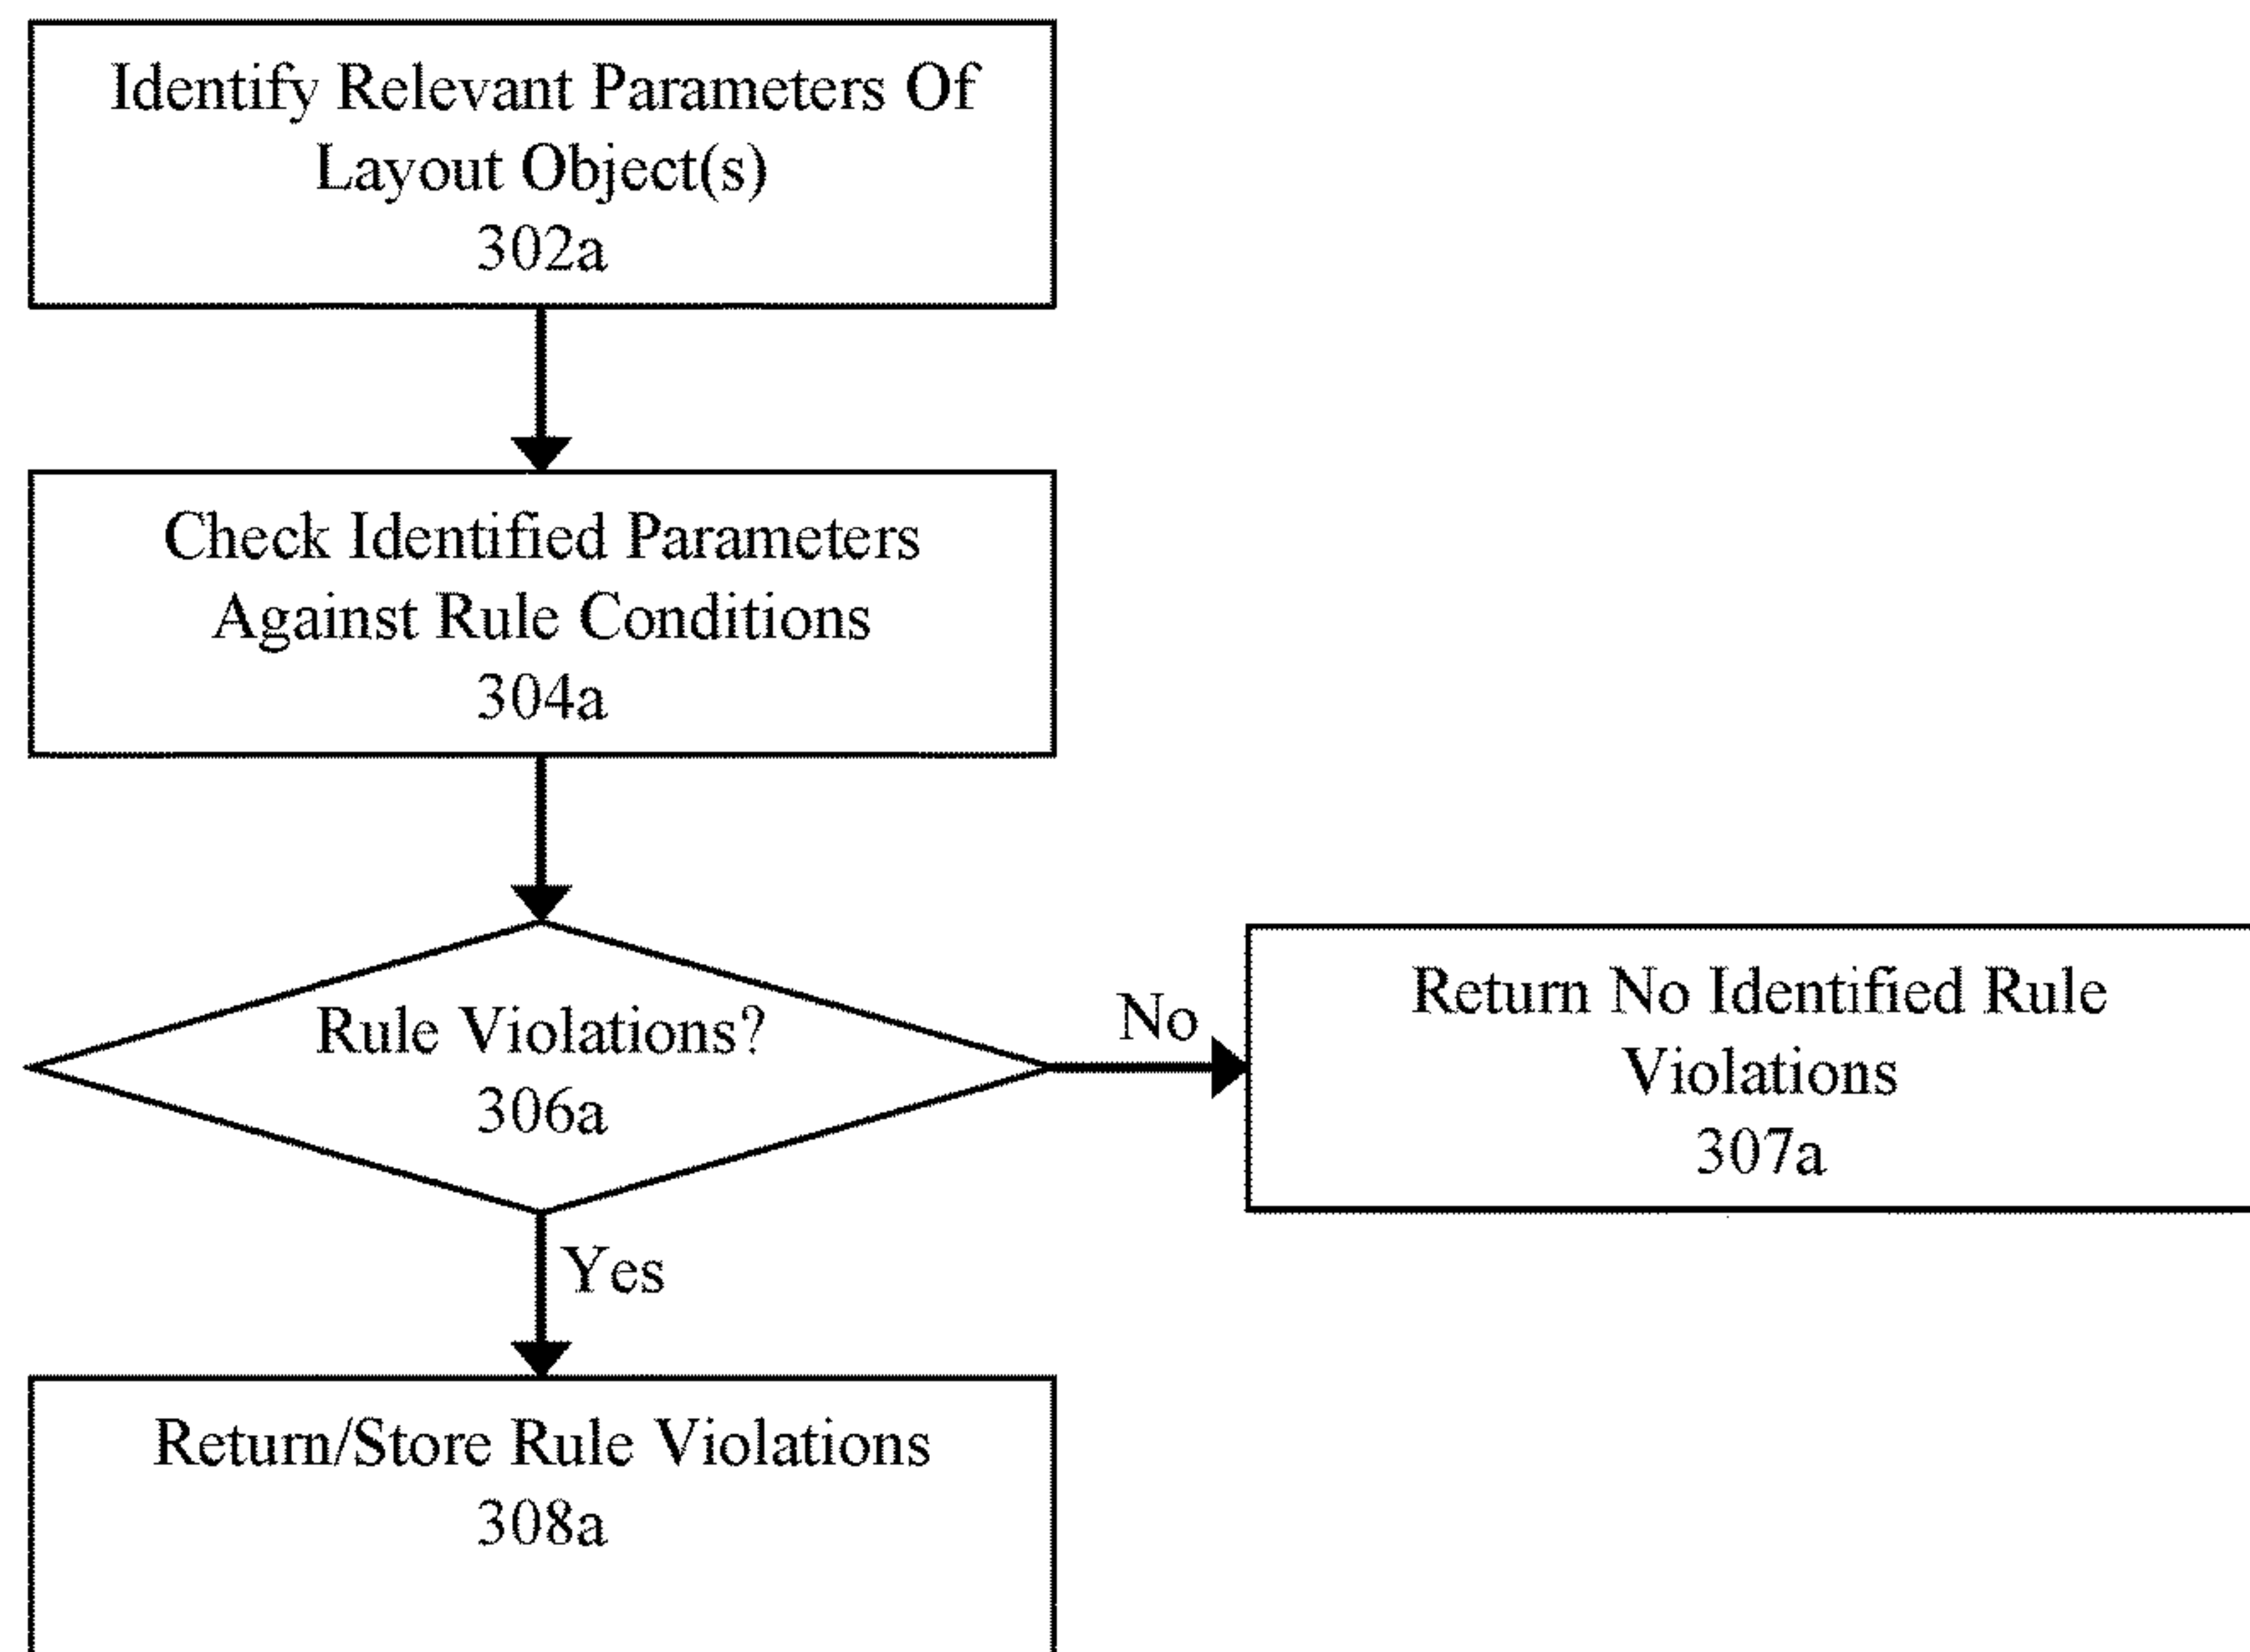 Identify Relevant Parameters Of
Layout Object(s)
302a
Check Identified Parameters
Against Rule Conditions
304a
Rule Violations?
306a
No
Return No Identified Rule
Violations
307a
Yes
Return/Store Rule Violations
308a